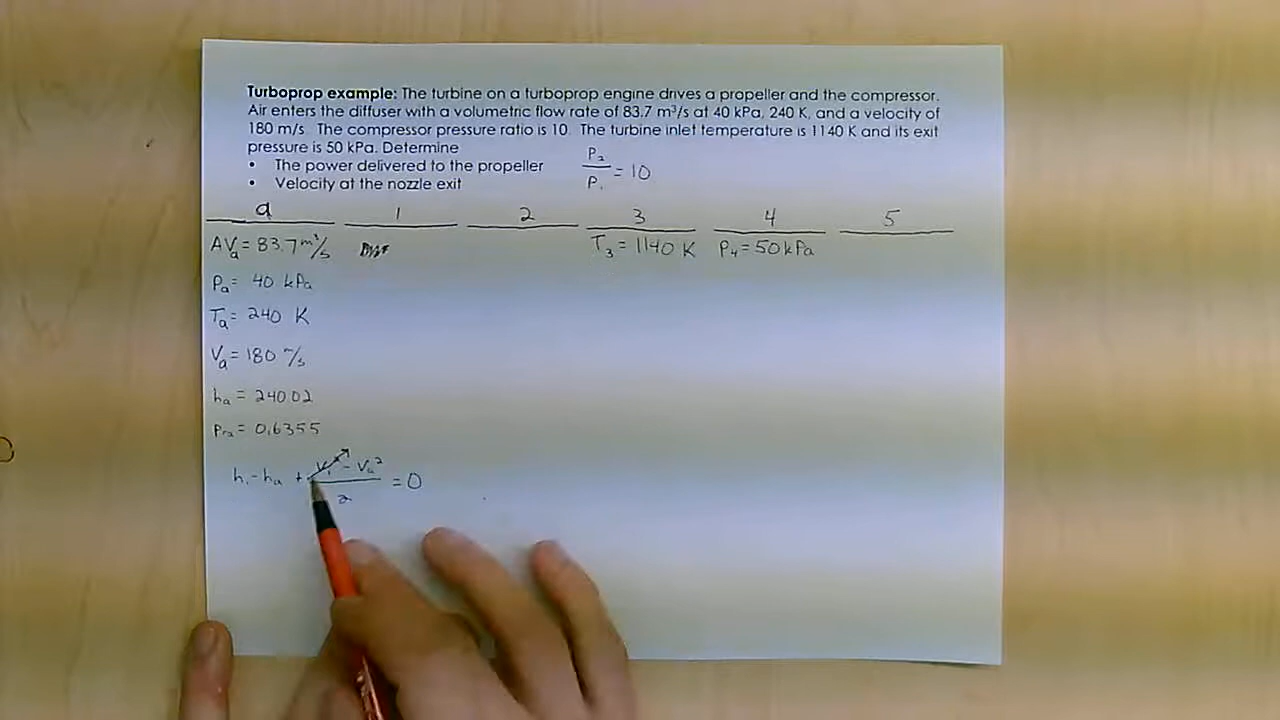 Turboprop example: The turbine on a turboprop engine drives a propeller and the compressor.
Air enters the diffuser with a volumetric flow rate of 83.7 m³/s at 40 kPa, 240 K, and a velocity of
180 m/s. The compressor pressure ratio is 10. The turbine inlet temperature is 1140 K and its exit
pressure is 50 kPa. Determine
• The power delivered to the propeller
• Velocity at the nozzle exit
P₂/P₁ = 10
a 1 2 3 4 5
AVa = 83.7 m³/s T₃ = 1140 K P₄ = 50 kPa
Pa = 40 kPa
Ta = 240 K
Va = 180 m/s
ha = 240.02
Pra = 0.6355
h₁ - ha + (V₁² - Va²)/2 = 0